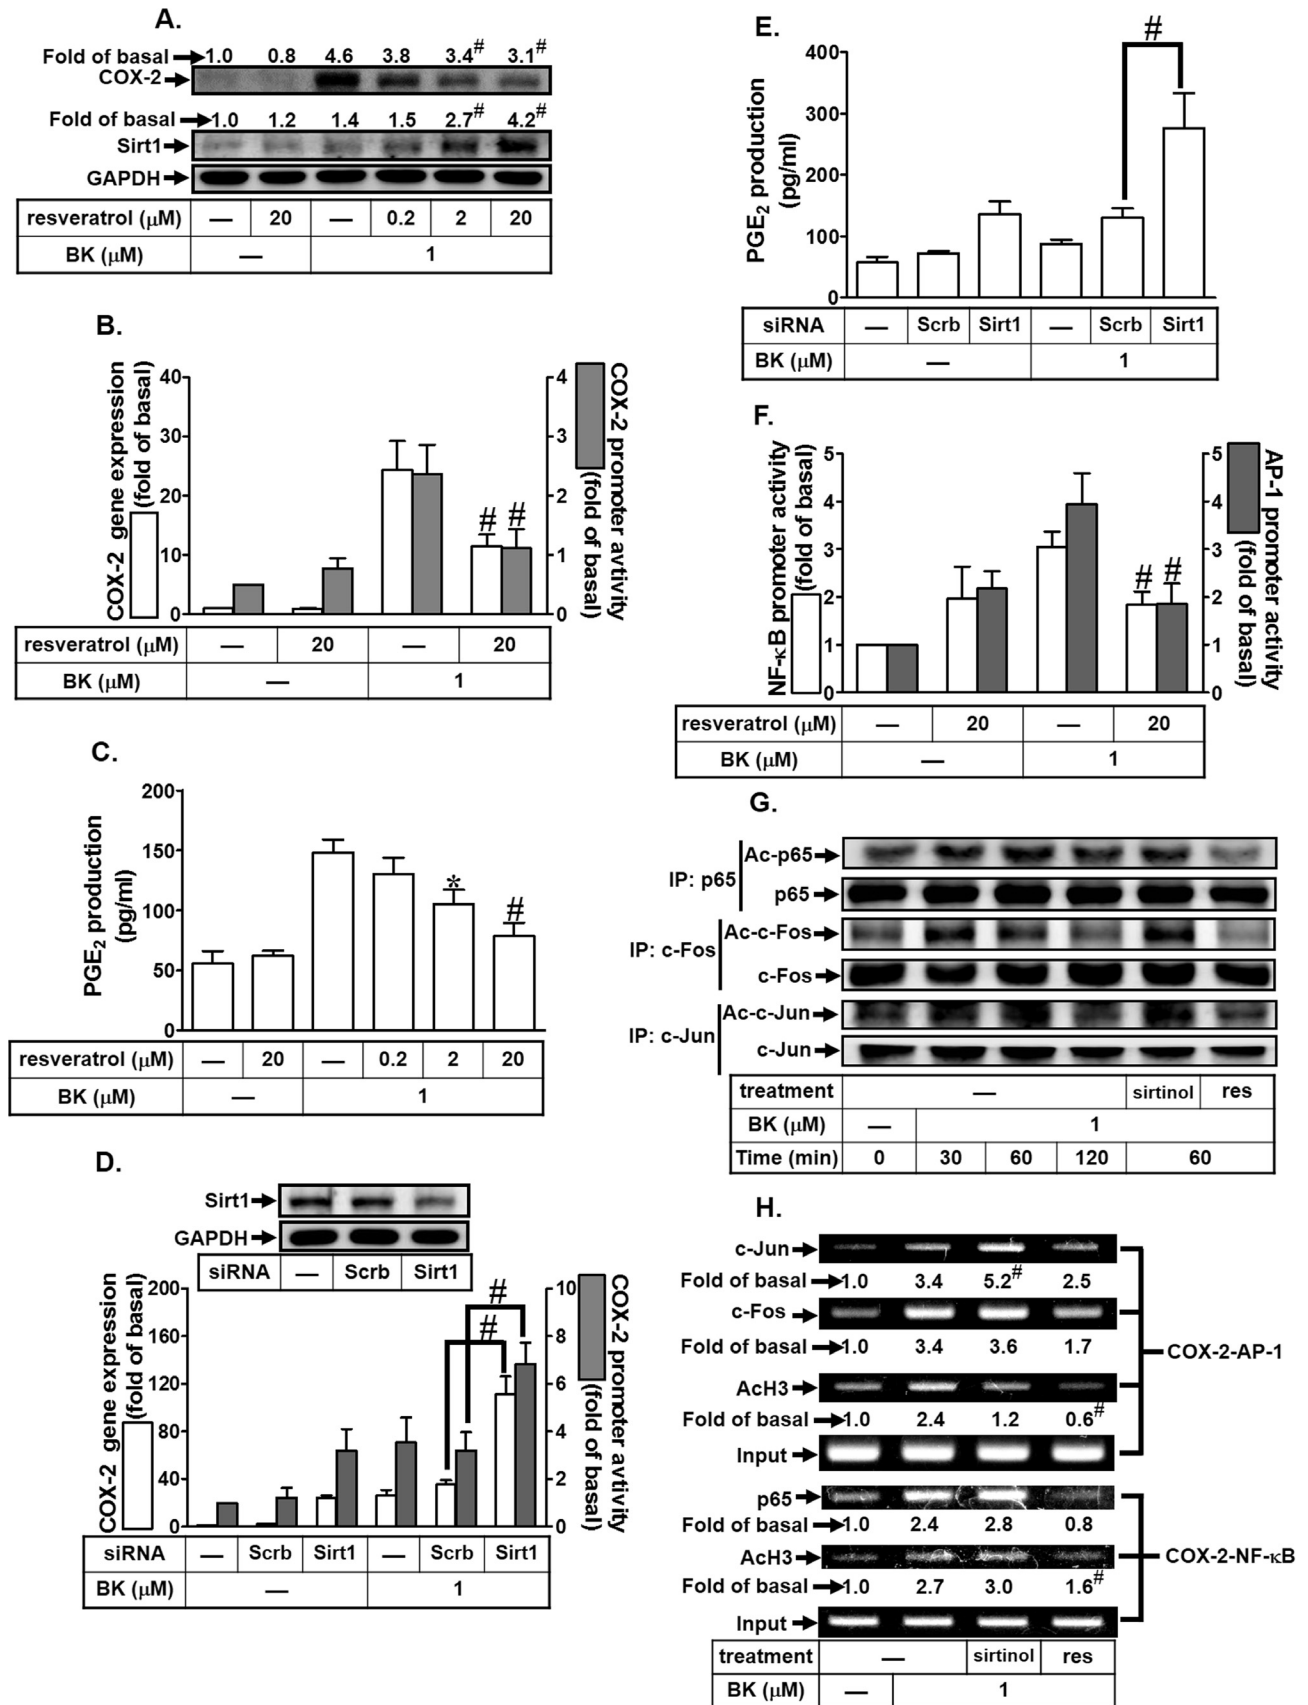 A.
Fold of basal 1.0 0.8 4.6 3.8 3.4# 3.1#
COX-2
Fold of basal 1.0 1.2 1.4 1.5 2.7# 4.2#
Sirt1
GAPDH
resveratrol (μM) — 20 — 0.2 2 20
BK (μM) — 1
B.
COX-2 gene expression
(fold of basal)
40
30
20
10
0
# #
4
3
2
1
0
COX-2 promoter avtivity
(fold of basal)
resveratrol (μM) — 20 — 20
BK (μM) — 1
C.
PGE2 production
(pg/ml)
200
150
100
50
0
* #
resveratrol (μM) — 20 — 0.2 2 20
BK (μM) — 1
D.
Sirt1
GAPDH
siRNA — Scrb Sirt1
COX-2 gene expression
(fold of basal)
200
160
120
80
40
0
#
#
10
8
6
4
2
0
COX-2 promoter avtivity
(fold of basal)
siRNA — Scrb Sirt1 — Scrb Sirt1
BK (μM) — 1
E.
PGE2 production
(pg/ml)
400
300
200
100
0
#
siRNA — Scrb Sirt1 — Scrb Sirt1
BK (μM) — 1
F.
NF-κB promoter activity
(fold of basal)
5
4
3
2
1
0
# #
5
4
3
2
1
0
AP-1 promoter activity
(fold of basal)
resveratrol (μM) — 20 — 20
BK (μM) — 1
G.
IP: p65
Ac-p65
p65
IP: c-Fos
Ac-c-Fos
c-Fos
IP: c-Jun
Ac-c-Jun
c-Jun
treatment — sirtinol res
BK (μM) — 1
Time (min) 0 30 60 120 60
H.
c-Jun
Fold of basal 1.0 3.4 5.2# 2.5
c-Fos
Fold of basal 1.0 3.4 3.6 1.7
COX-2-AP-1
AcH3
Fold of basal 1.0 2.4 1.2 0.6#
Input
p65
Fold of basal 1.0 2.4 2.8 0.8
AcH3
COX-2-NF-κB
Fold of basal 1.0 2.7 3.0 1.6#
Input
treatment — sirtinol res
BK (μM) — 1